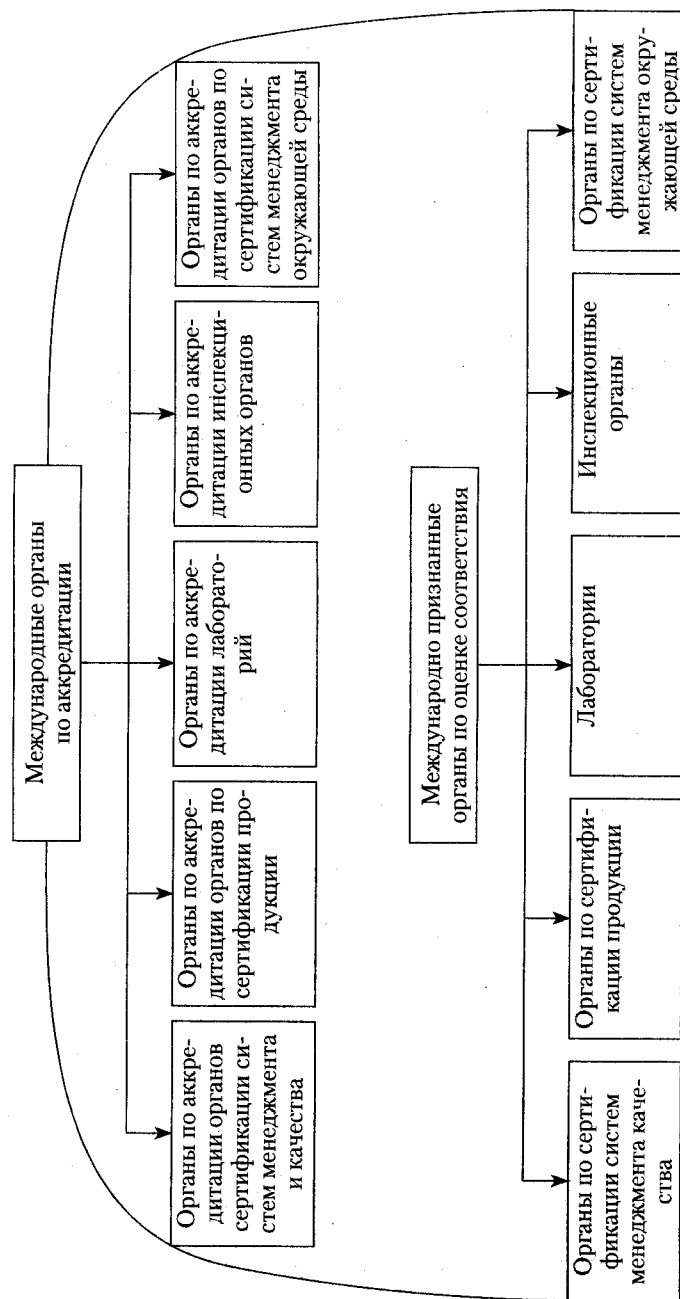 Международные органы
по аккредитации
Органы по аккре-
дитации органов
сертификации си-
стем менеджмента
и качества
Органы по аккре-
дитации органов по
сертификации про-
дукции
Органы по аккре-
дитации лаборато-
рий
Органы по аккре-
дитации инспекци-
онных органов
Органы по аккре-
дитации органов по
сертификации си-
стем менеджмента
окружающей среды
Международно признанные
органы по оценке соответствия
Органы по серти-
фикации систем
менеджмента каче-
ства
Органы по сертифи-
кации продукции
Лаборатории
Инспекционные
органы
Органы по серти-
фикации систем
менеджмента окру-
жающей среды